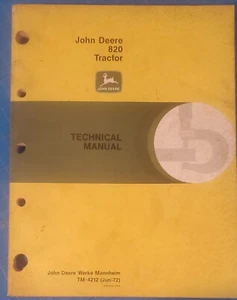 John Deere
820
Tractor
JOHN DEERE
TECHNICAL
MANUAL
John Deere Werke Mannheim
TM-4212 (Jun-72)